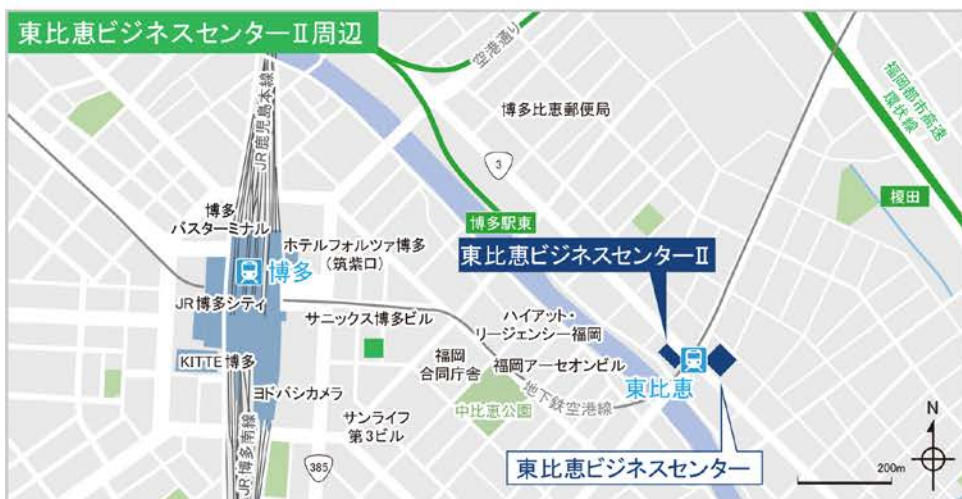 東比恵ビジネスセンターⅡ周辺
空港通り
福岡都市高速
環状線
JR鹿児島本線
博多比恵郵便局
3
榎田
博多
バスターミナル
博多駅東
ホテルフォルツァ博多
(筑紫口)
東比恵ビジネスセンターⅡ
博多
JR博多シティ
サニックス博多ビル
ハイアット・
リージェンシー福岡
KITTE博多
福岡
合同庁舎
福岡アーセオンビル
東比恵
ヨドバシカメラ
中比恵公園
地下鉄空港線
サンライフ
第3ビル
JR博多南線
385
東比恵ビジネスセンター
N
200m